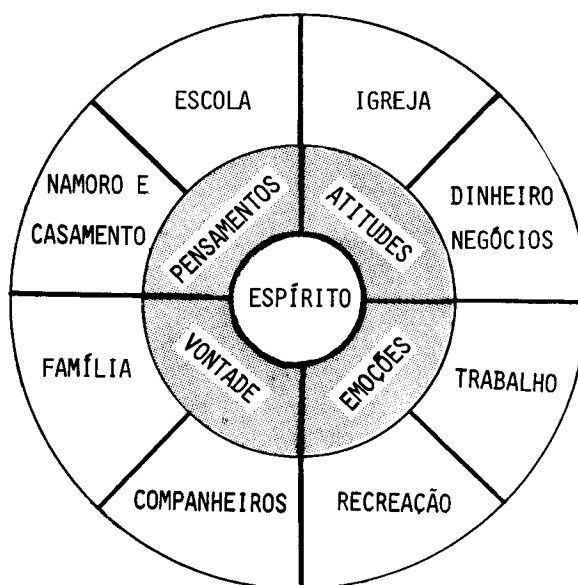 ESCOLA
IGREJA
NAMORO E
CASAMENTO
DINHEIRO
NEGÓCIOS
PENSAMENTOS
ATITUDES
ESPÍRITO
VONTADE
EMOÇÕES
FAMÍLIA
TRABALHO
COMPANHEIROS
RECREAÇÃO